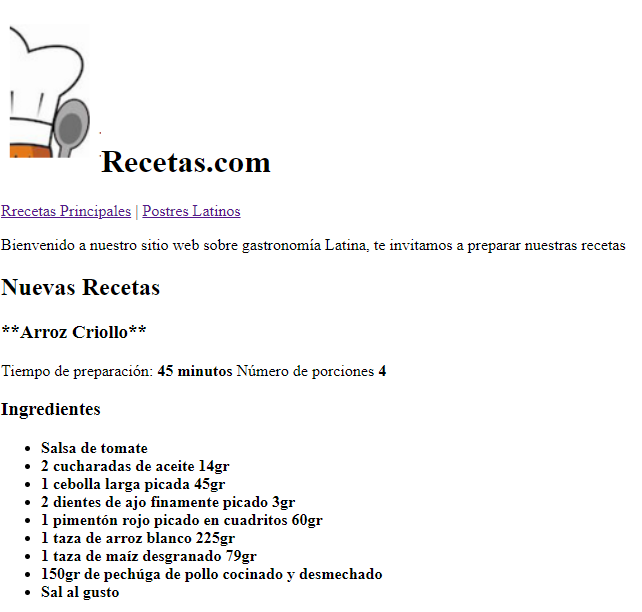 Recetas.com
Rrecetas Principales | Postres Latinos
Bienvenido a nuestro sitio web sobre gastronomía Latina, te invitamos a preparar nuestras recetas
Nuevas Recetas
**Arroz Criollo**
Tiempo de preparación: 45 minutos Número de porciones 4
Ingredientes
• Salsa de tomate
• 2 cucharadas de aceite 14gr
• 1 cebolla larga picada 45gr
• 2 dientes de ajo finamente picado 3gr
• 1 pimentón rojo picado en cuadritos 60gr
• 1 taza de arroz blanco 225gr
• 1 taza de maíz desgranado 79gr
• 150gr de pechúga de pollo cocinado y desmechado
• Sal al gusto